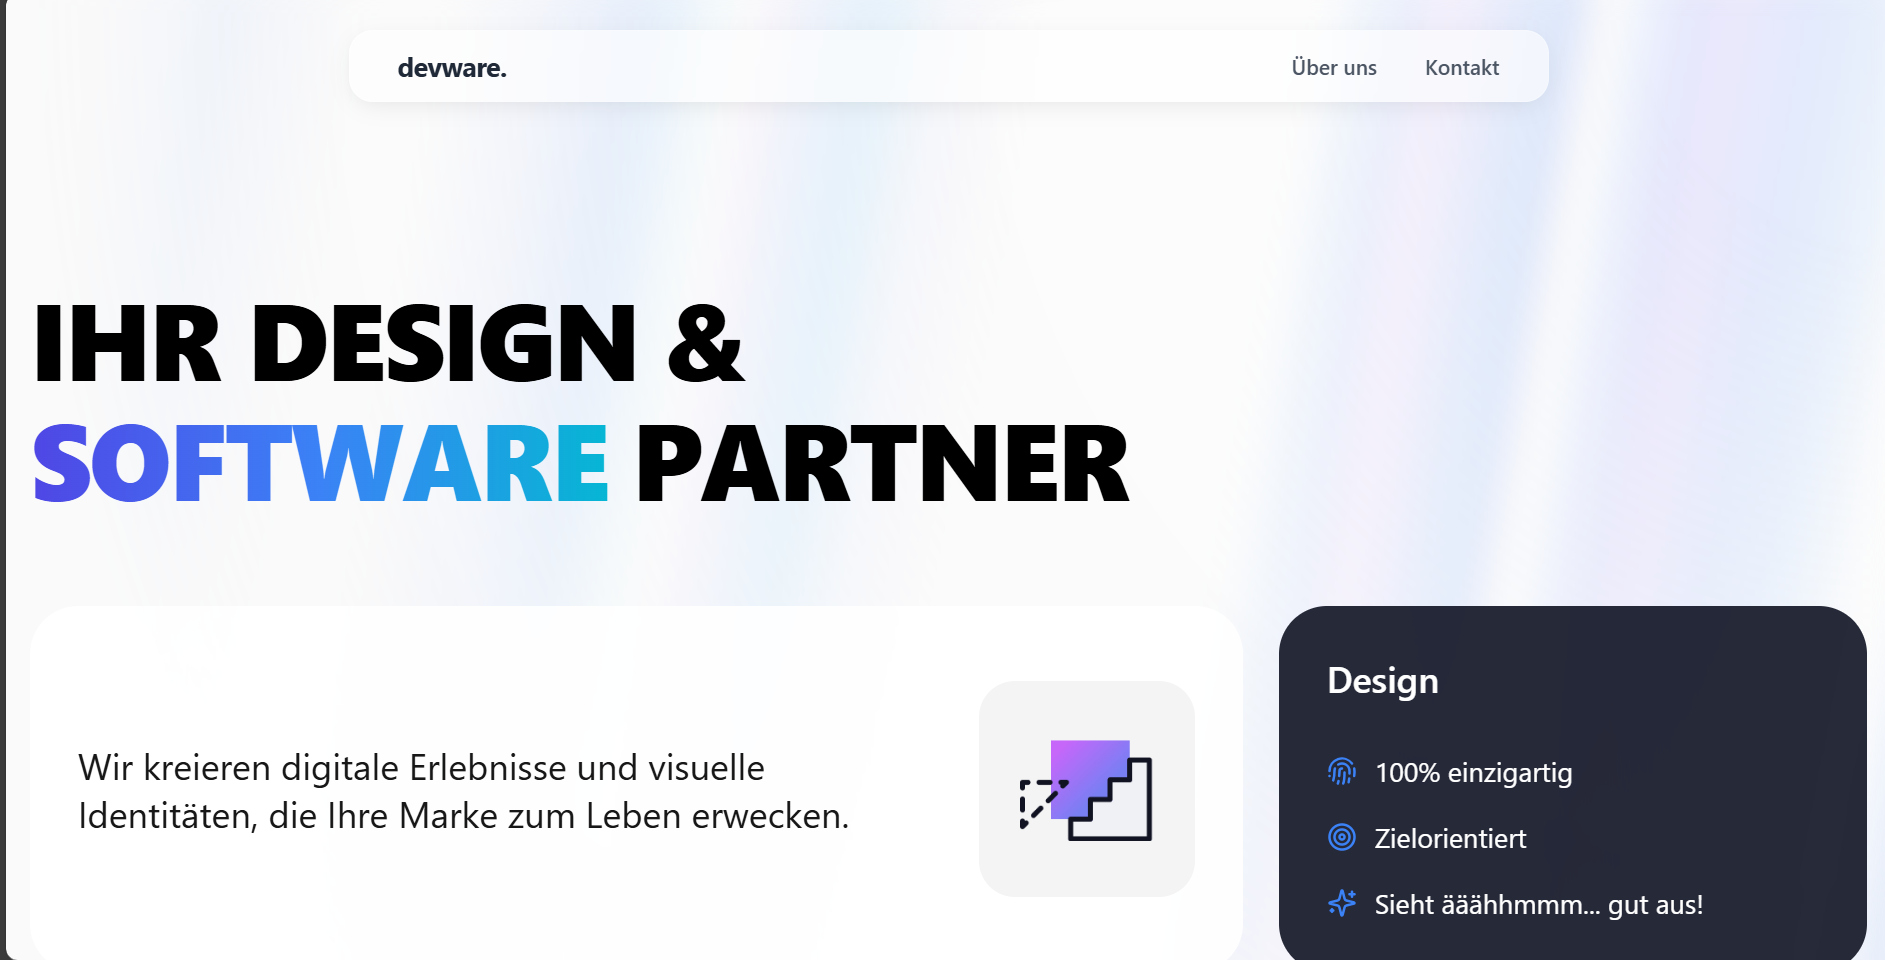 devware.
Über uns
Kontakt
IHR DESIGN &
SOFTWARE PARTNER
Wir kreieren digitale Erlebnisse und visuelle
Identitäten, die Ihre Marke zum Leben erwecken.
Design
100% einzigartig
Zielorientiert
Sieht ääähhmmm... gut aus!